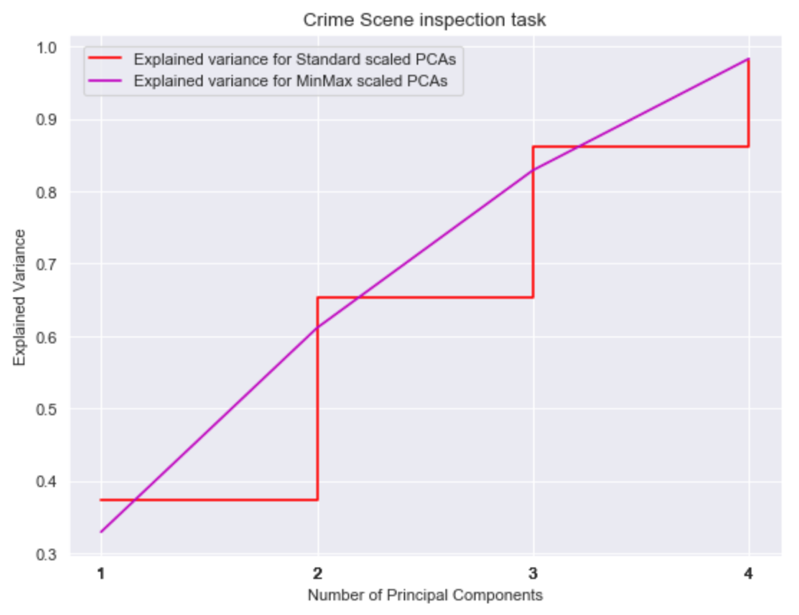 Crime Scene inspection task
Explained variance for Standard scaled PCAs
Explained variance for MinMax scaled PCAs
1.0
0.9
0.8
0.7
0.6
0.5
0.4
0.3
Explained Variance
1 2 3 4
Number of Principal Components